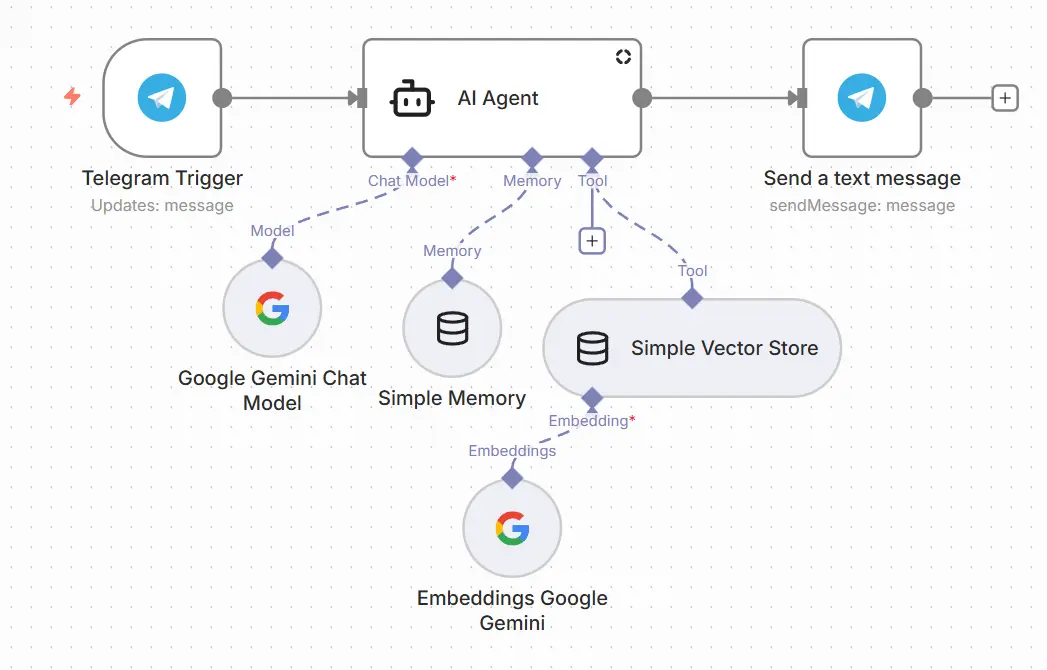 AI Agent
Telegram Trigger
Updates: message
Send a text message
sendMessage: message
Chat Model*
Memory
Tool
Model
Memory
Tool
Google Gemini Chat
Model
Simple Memory
Simple Vector Store
Embedding*
Embeddings
Embeddings Google
Gemini